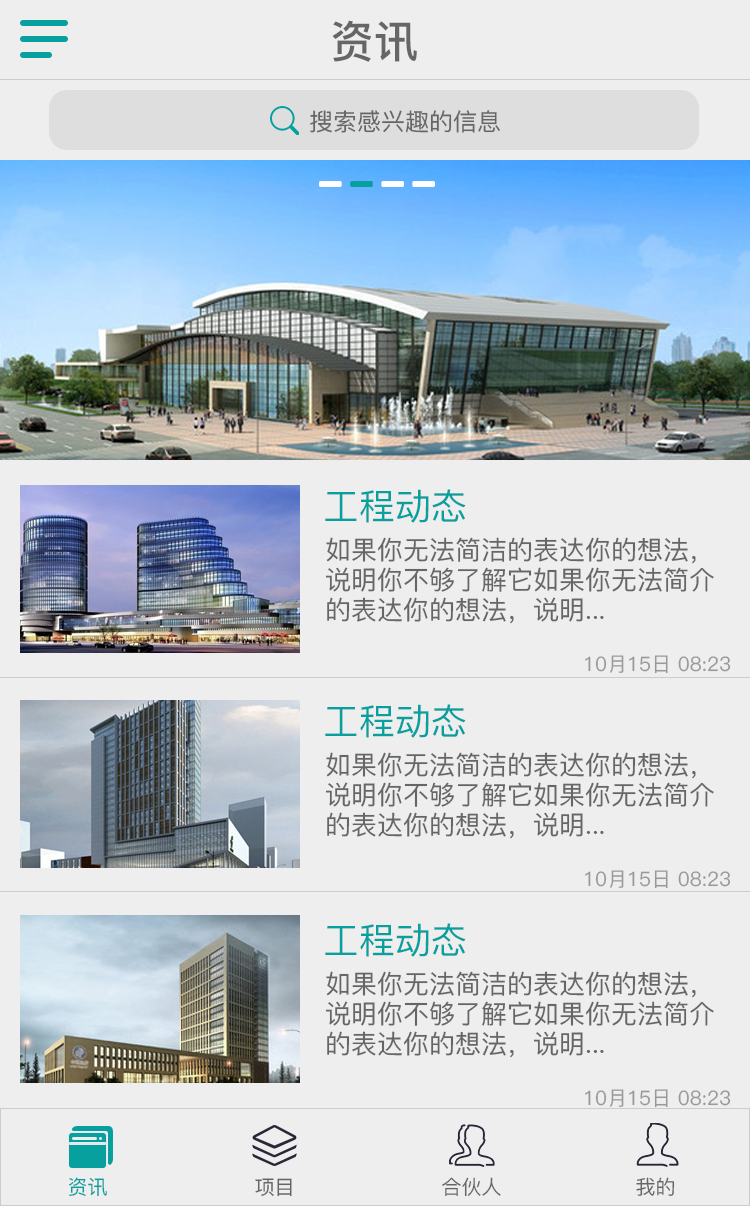 资讯
搜索感兴趣的信息
工程动态
如果你无法简洁的表达你的想法，
说明你不够了解它如果你无法简介
的表达你的想法，说明...
10月15日 08:23
工程动态
如果你无法简洁的表达你的想法，
说明你不够了解它如果你无法简介
的表达你的想法，说明...
10月15日 08:23
工程动态
如果你无法简洁的表达你的想法，
说明你不够了解它如果你无法简介
的表达你的想法，说明...
10月15日 08:23
资讯
项目
合伙人
我的